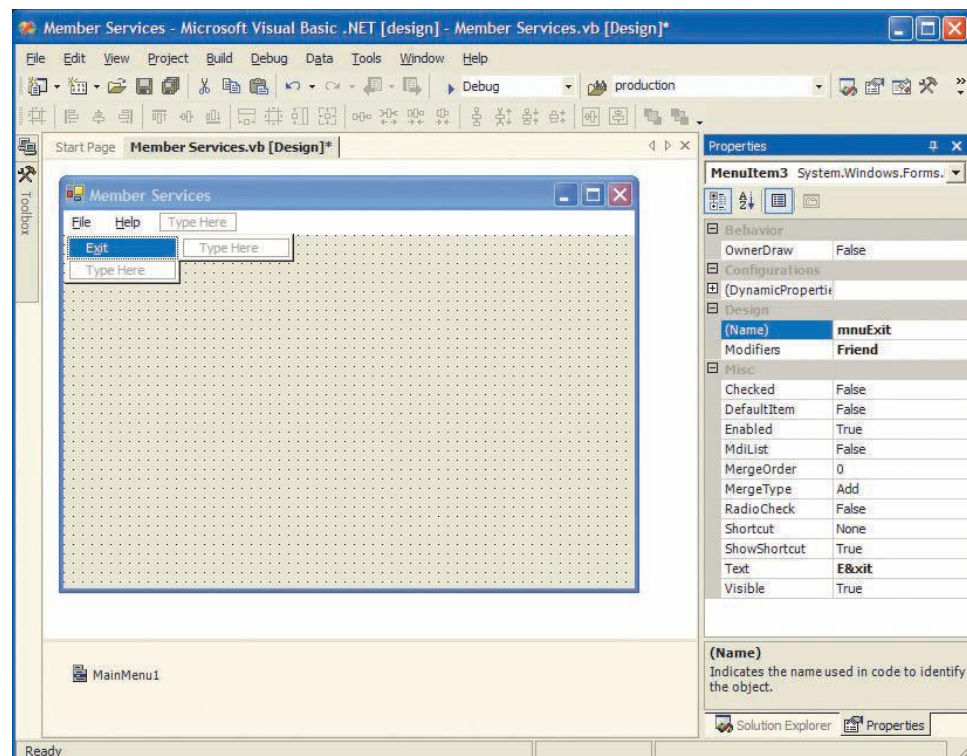 Member Services - Microsoft Visual Basic .NET [design] - Member Services.vb [Design]*
File Edit View Project Build Debug Data Tools Window Help
Debug production
Start Page Member Services.vb [Design]*
Toolbox
Member Services
File Help Type Here
Exit Type Here
Type Here
MainMenu1
Properties
MenuItem3 System.Windows.Forms.
Behavior
OwnerDraw False
Configurations
(DynamicPropertie
Design
(Name) mnuExit
Modifiers Friend
Misc
Checked False
DefaultItem False
Enabled True
MdiList False
MergeOrder 0
MergeType Add
RadioCheck False
Shortcut None
ShowShortcut True
Text E&xit
Visible True
(Name)
Indicates the name used in code to identify
the object.
Solution Explorer Properties
Ready